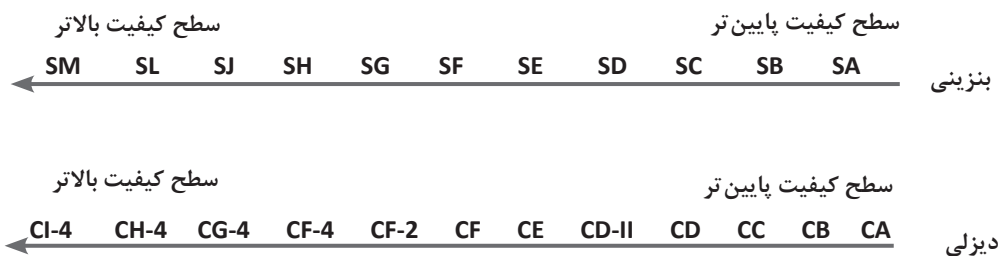 سطح کیفیت پایین‌تر سطح کیفیت بالاتر
SM SL SJ SH SG SF SE SD SC SB SA
بنزینی
سطح کیفیت پایین‌تر سطح کیفیت بالاتر
CI-4 CH-4 CG-4 CF-4 CF-2 CF CE CD-II CD CC CB CA
دیزلی